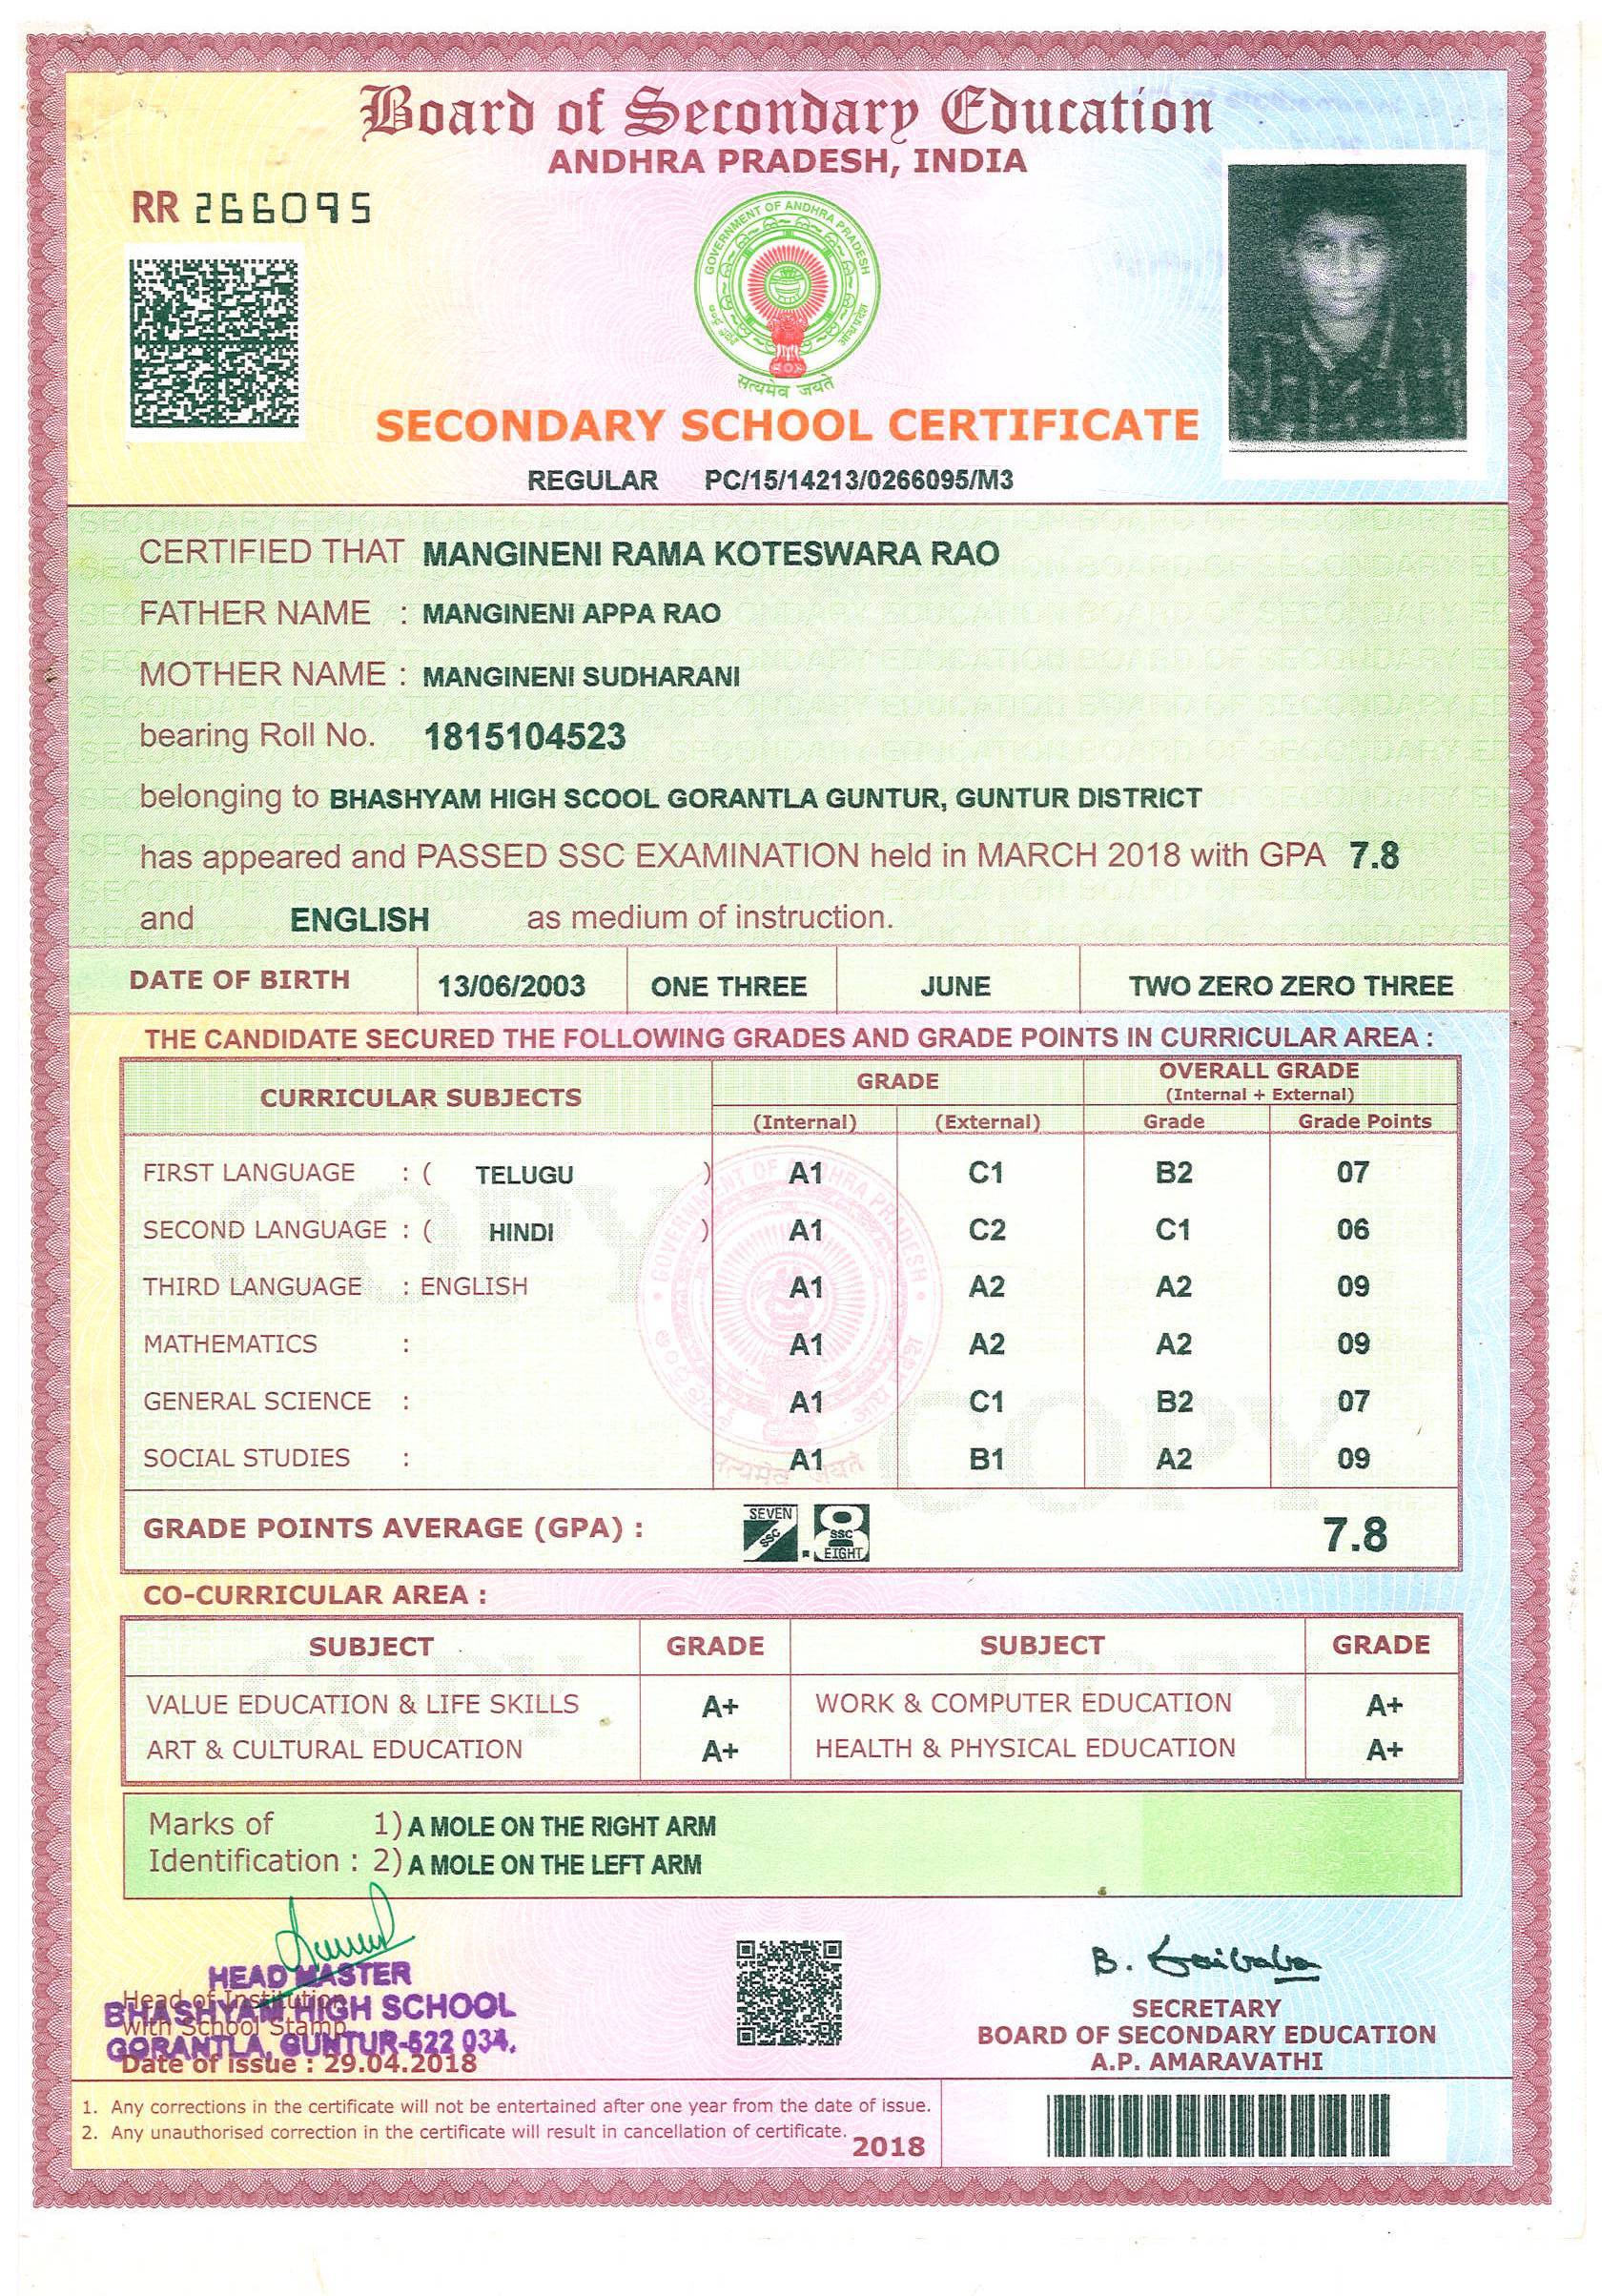 Board of Secondary Education
ANDHRA PRADESH, INDIA
RR 266095
GOVERNMENT OF ANDHRA PRADESH
सत्यमेव जयते
SECONDARY SCHOOL CERTIFICATE
REGULAR PC/15/14213/0266095/M3
CERTIFIED THAT MANGINENI RAMA KOTESWARA RAO
FATHER NAME : MANGINENI APPA RAO
MOTHER NAME : MANGINENI SUDHARANI
bearing Roll No. 1815104523
belonging to BHASHYAM HIGH SCOOL GORANTLA GUNTUR, GUNTUR DISTRICT
has appeared and PASSED SSC EXAMINATION held in MARCH 2018 with GPA 7.8
and ENGLISH as medium of instruction.
DATE OF BIRTH 13/06/2003 ONE THREE JUNE TWO ZERO ZERO THREE
THE CANDIDATE SECURED THE FOLLOWING GRADES AND GRADE POINTS IN CURRICULAR AREA :
CURRICULAR SUBJECTS GRADE OVERALL GRADE
(Internal + External)
(Internal) (External) Grade Grade Points
FIRST LANGUAGE : ( TELUGU ) A1 C1 B2 07
SECOND LANGUAGE : ( HINDI ) A1 C2 C1 06
THIRD LANGUAGE : ENGLISH A1 A2 A2 09
MATHEMATICS : A1 A2 A2 09
GENERAL SCIENCE : A1 C1 B2 07
SOCIAL STUDIES : A1 B1 A2 09
GRADE POINTS AVERAGE (GPA) : SEVEN SSC . 8 SSC EIGHT 7.8
CO-CURRICULAR AREA :
SUBJECT GRADE SUBJECT GRADE
VALUE EDUCATION & LIFE SKILLS A+ WORK & COMPUTER EDUCATION A+
ART & CULTURAL EDUCATION A+ HEALTH & PHYSICAL EDUCATION A+
Marks of 1) A MOLE ON THE RIGHT ARM
Identification : 2) A MOLE ON THE LEFT ARM
HEAD MASTER
Head of Institution
BHASHYAM HIGH SCHOOL
with School Stamp
GORANTLA, GUNTUR-522 034.
Date of Issue : 29.04.2018
B. Saibaba
SECRETARY
BOARD OF SECONDARY EDUCATION
A.P. AMARAVATHI
1. Any corrections in the certificate will not be entertained after one year from the date of issue.
2. Any unauthorised correction in the certificate will result in cancellation of certificate.
2018